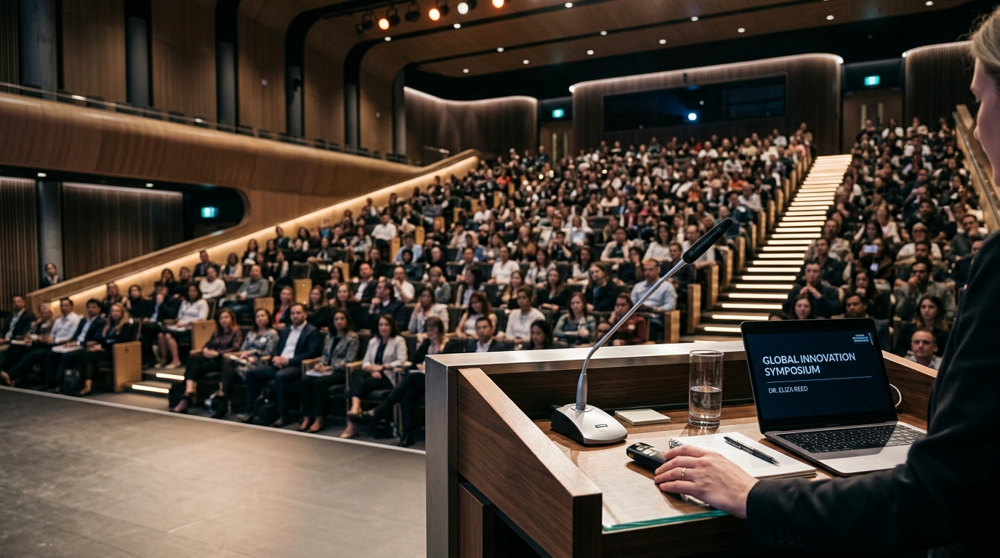 GLOBAL INNOVATION
SYMPOSIUM
DR. ELIZA REED